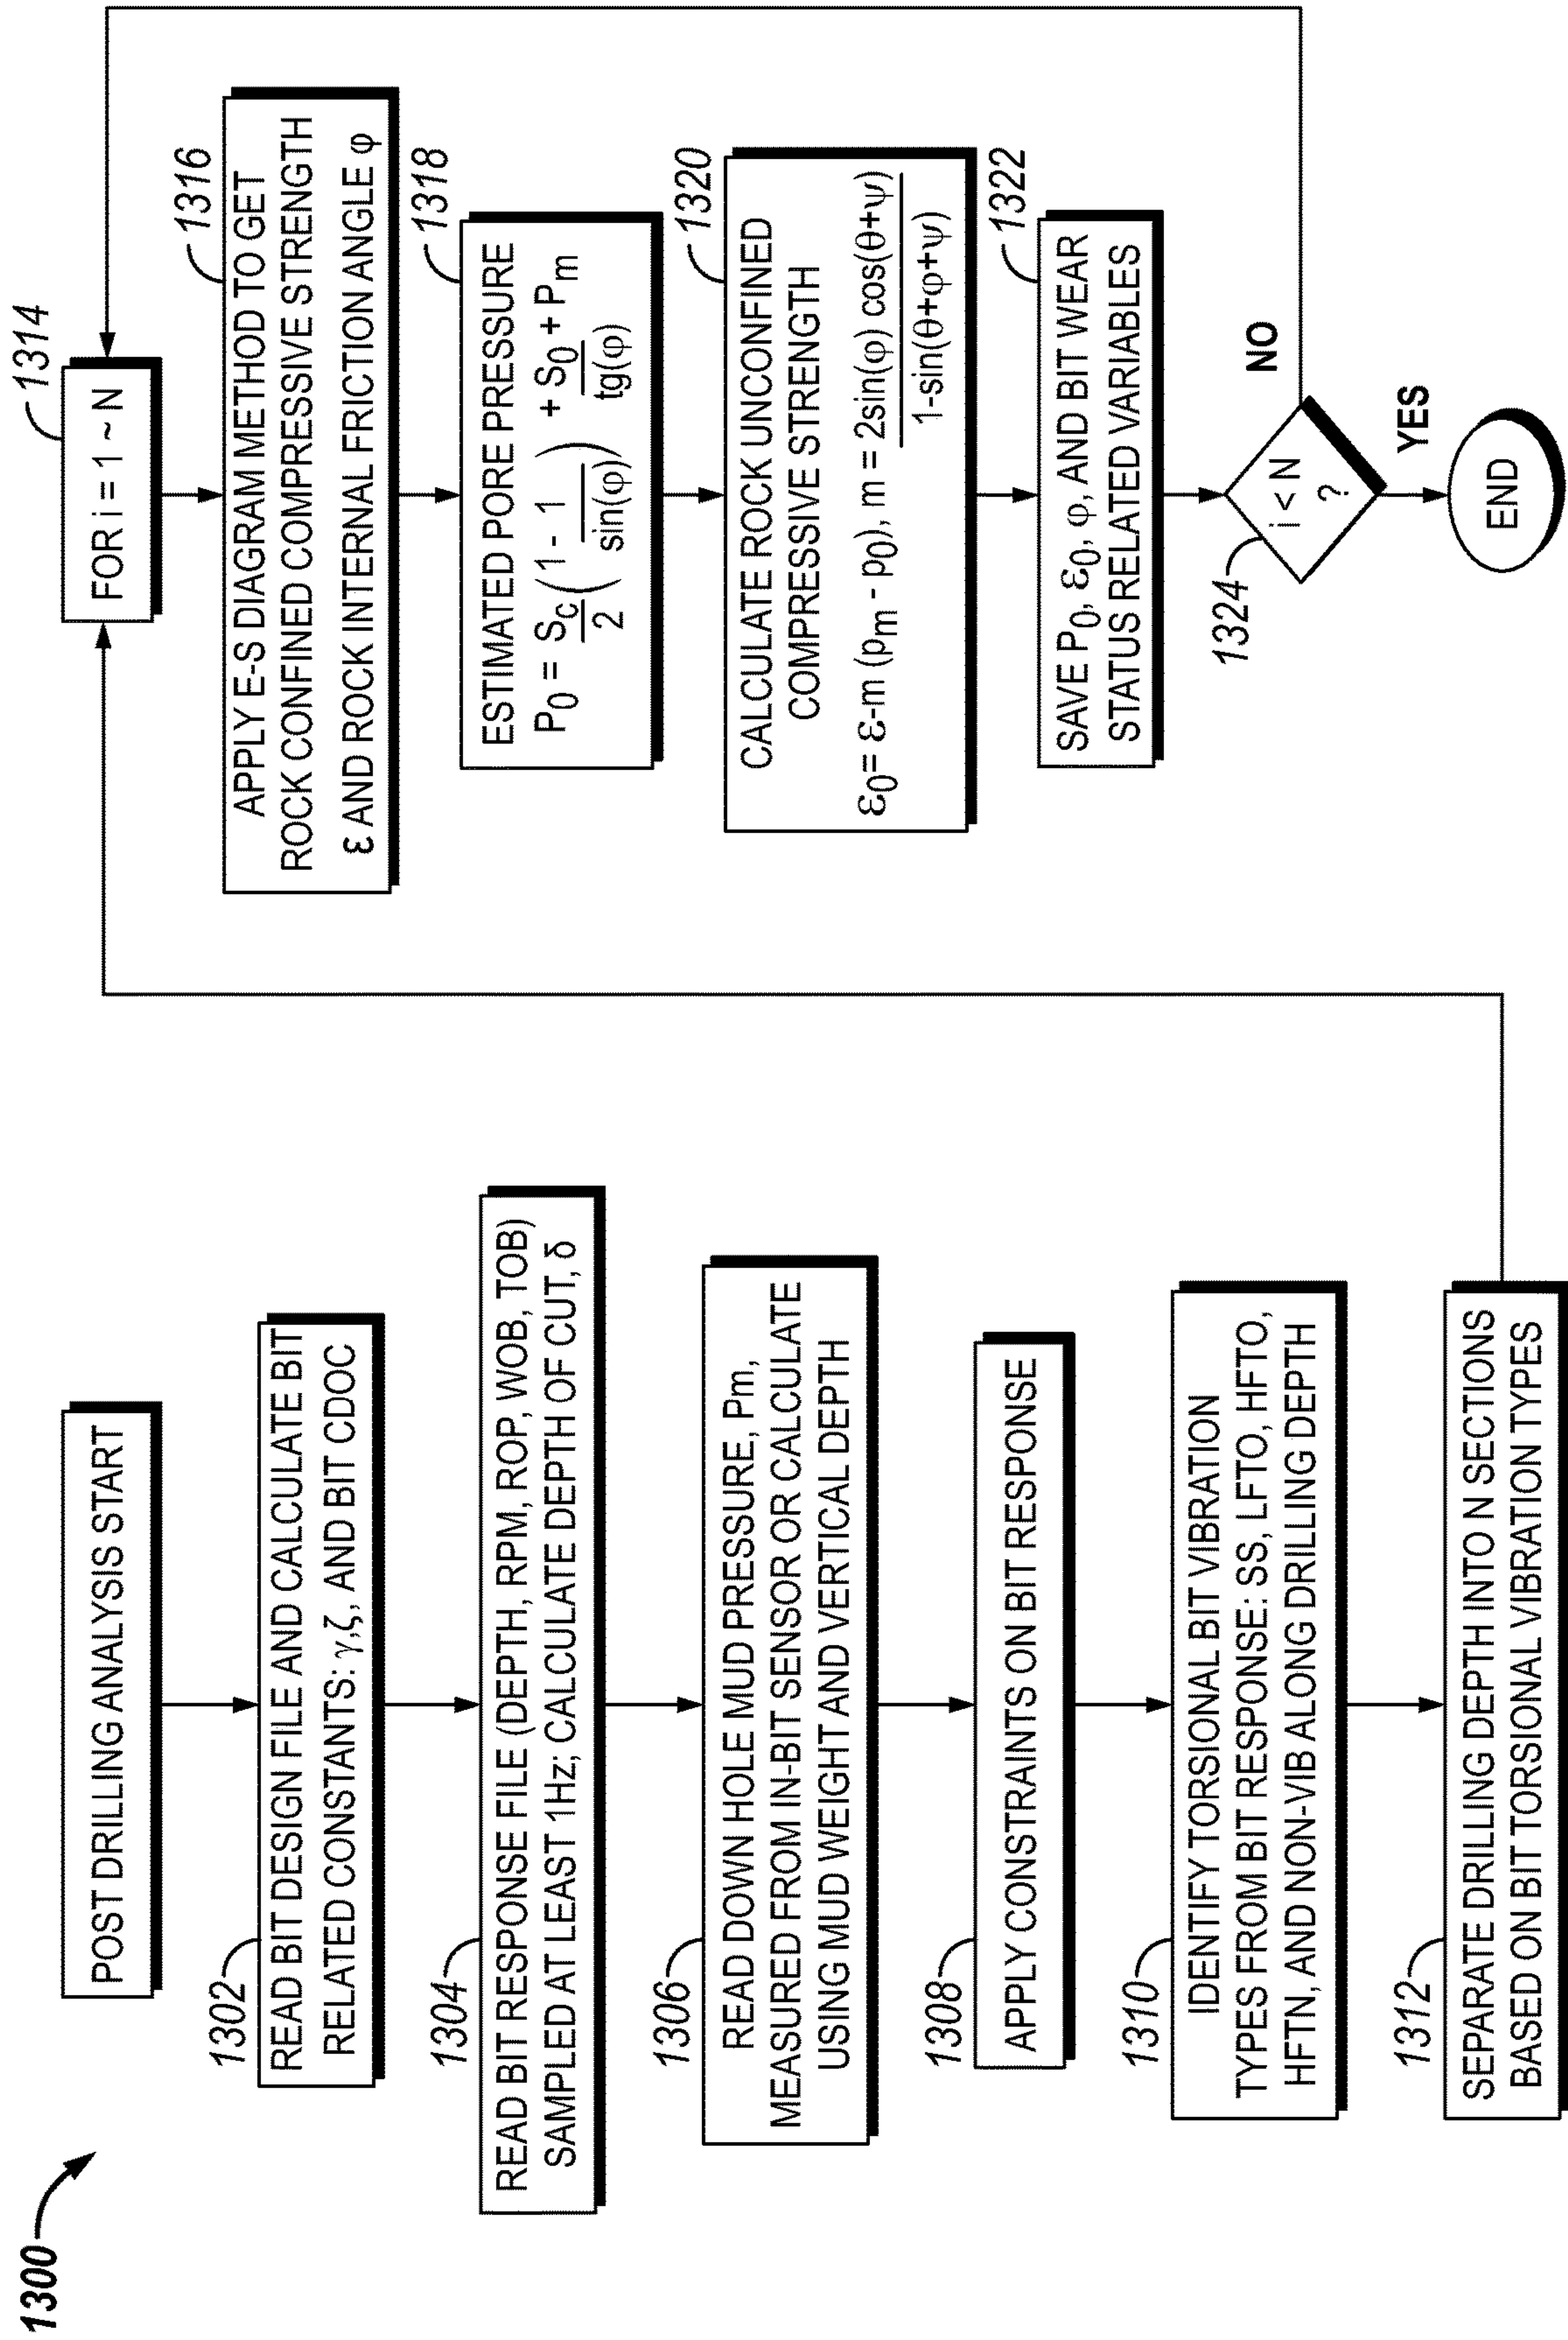 1300
POST DRILLING ANALYSIS START
1302
READ BIT DESIGN FILE AND CALCULATE BIT
RELATED CONSTANTS: γ,ζ, AND BIT CDOC
1304
READ BIT RESPONSE FILE (DEPTH, RPM, ROP, WOB, TOB)
SAMPLED AT LEAST 1Hz; CALCULATE DEPTH OF CUT, δ
1306
READ DOWN HOLE MUD PRESSURE, Pm,
MEASURED FROM IN-BIT SENSOR OR CALCULATE
USING MUD WEIGHT AND VERTICAL DEPTH
1308
APPLY CONSTRAINTS ON BIT RESPONSE
1310
IDENTIFY TORSIONAL BIT VIBRATION
TYPES FROM BIT RESPONSE: SS, LFTO, HFTO,
HFTN, AND NON-VIB ALONG DRILLING DEPTH
1312
SEPARATE DRILLING DEPTH INTO N SECTIONS
BASED ON BIT TORSIONAL VIBRATION TYPES
1314
FOR i = 1 ~ N
1316
APPLY E-S DIAGRAM METHOD TO GET
ROCK CONFINED COMPRESSIVE STRENGTH
ε AND ROCK INTERNAL FRICTION ANGLE φ
1318
ESTIMATED PORE PRESSURE
P₀ = S_c/2 (1 - 1/sin(φ)) + S₀/tg(φ) + P_m
1320
CALCULATE ROCK UNCONFINED
COMPRESSIVE STRENGTH
ε₀= ε-m (p_m - p₀), m = 2sin(φ) cos(θ+ψ)/1-sin(θ+φ+ψ)
1322
SAVE P₀, ε₀, φ, AND BIT WEAR
STATUS RELATED VARIABLES
1324
i < N
?
NO
YES
END